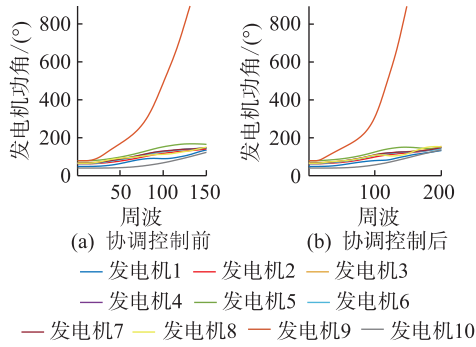 发电机功角/(°)
800
600
400
200
0
50
100
150
周波
(a) 协调控制前
发电机功角/(°)
800
600
400
200
0
100
200
周波
(b) 协调控制后
发电机1 发电机2 发电机3
发电机4 发电机5 发电机6
发电机7 发电机8 发电机9 发电机10